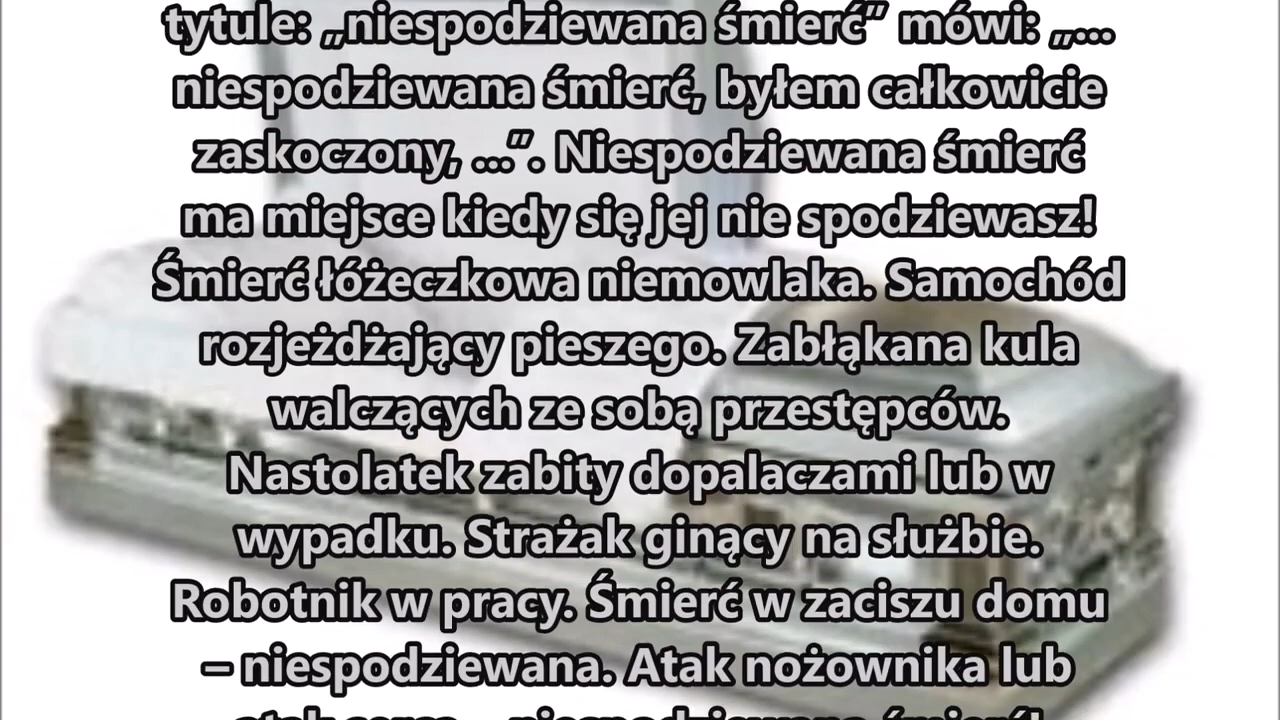 tytule: „niespodziewana śmierć” mówi: „...
niespodziewana śmierć, byłem całkowicie
zaskoczony, ...”. Niespodziewana śmierć
ma miejsce kiedy się jej nie spodziewasz!
Śmierć łóżeczkowa niemowlaka. Samochód
rozjeżdżający pieszego. Zabłąkana kula
walczących ze sobą przestępców.
Nastolatek zabity dopalaczami lub w
wypadku. Strażak ginący na służbie.
Robotnik w pracy. Śmierć w zaciszu domu
– niespodziewana. Atak nożownika lub